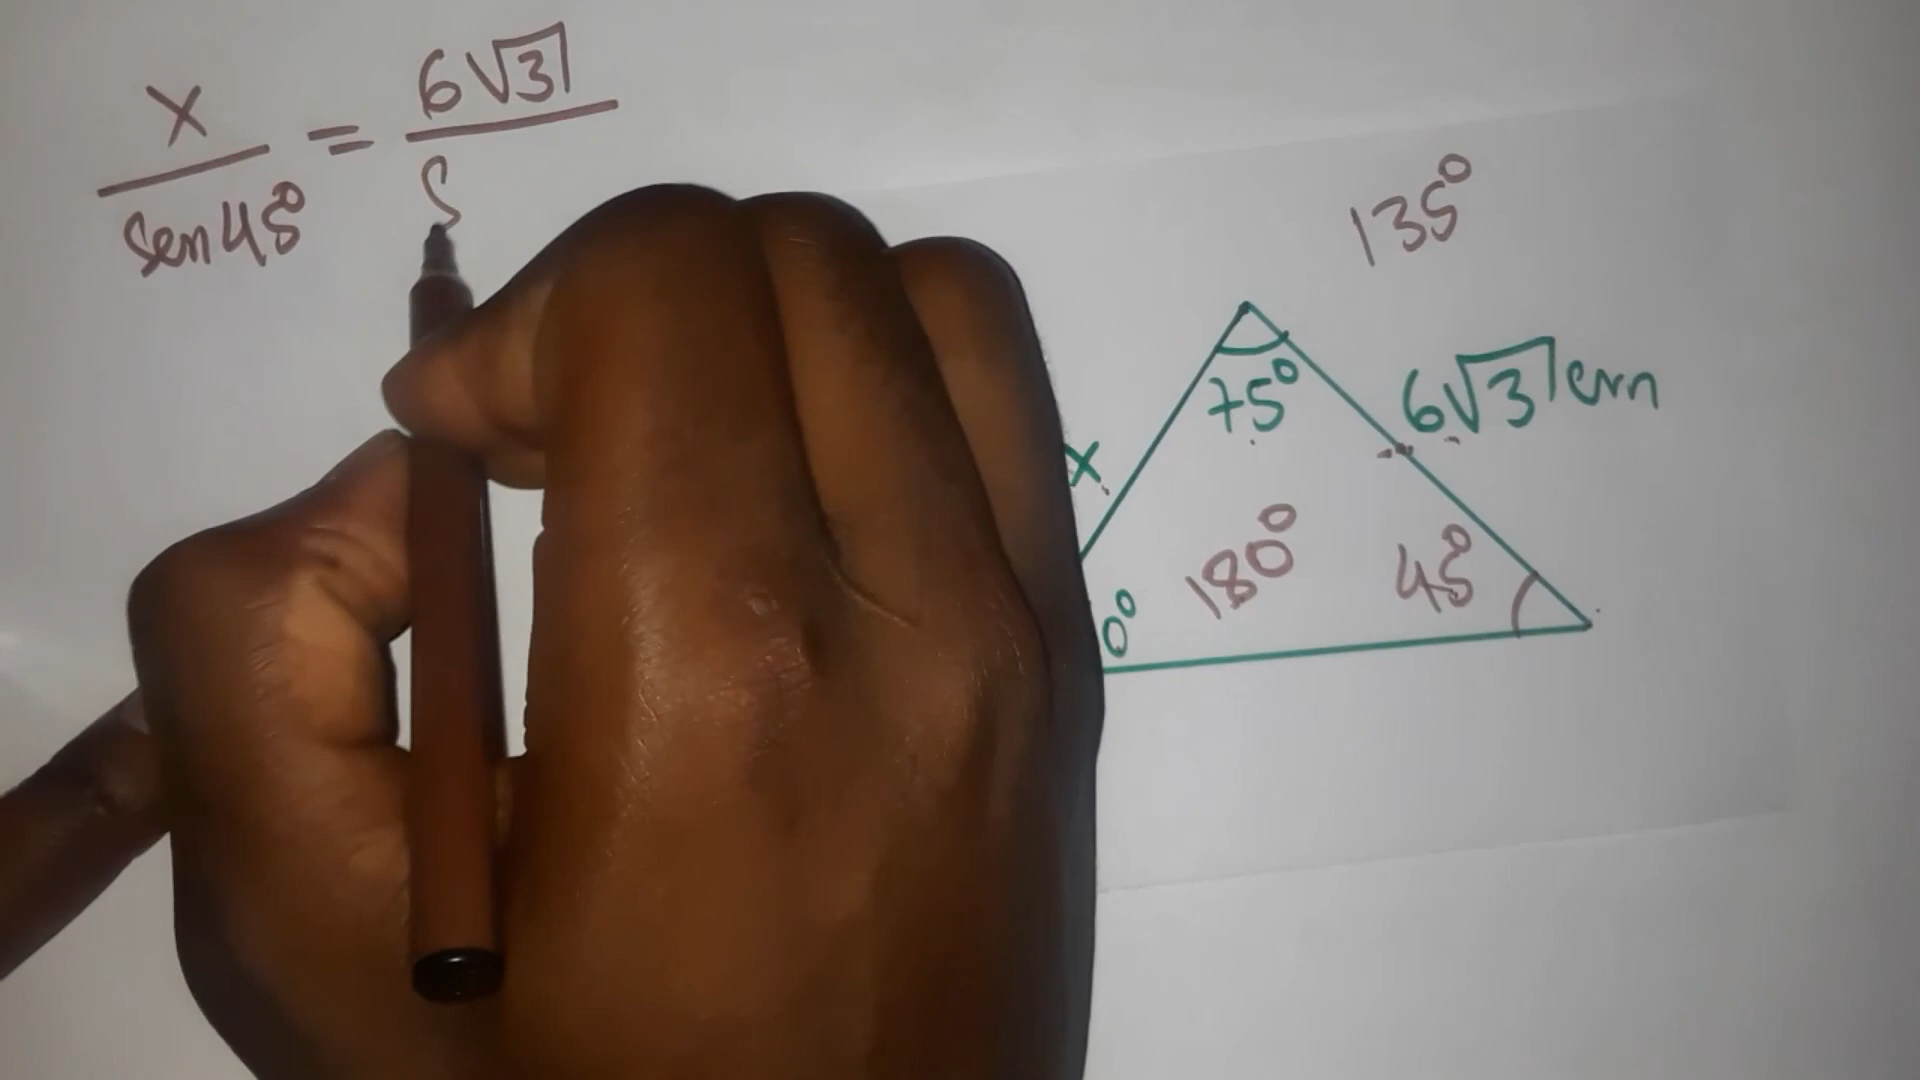 x / sen 45° = 6√3 / S
135°
75°
6√3 cm
x
180°
45°
0°